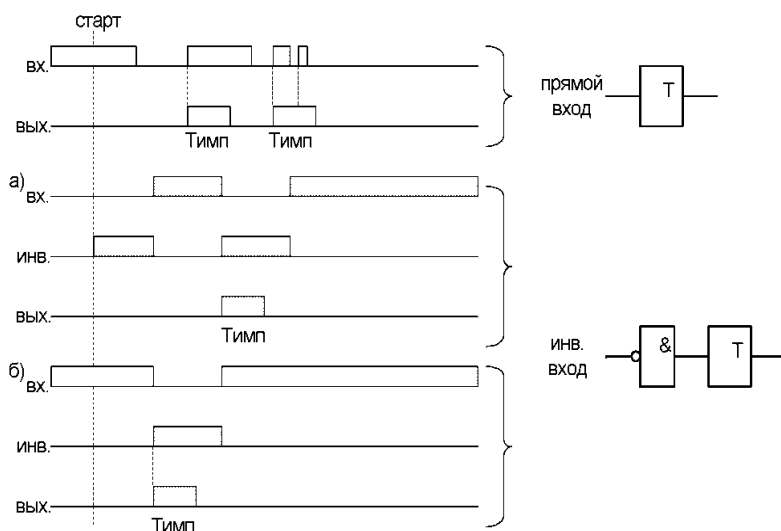 старт
вх.
вых.
Тимп
Тимп
прямой
вход
Т
а)
вх.
инв.
вых.
Тимп
инв.
вход
&
Т
б)
вх.
инв.
вых.
Тимп